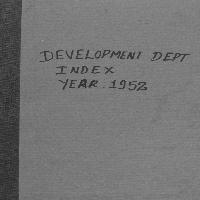 DEVELOPMENT DEPT
INDEX
YEAR. 1952